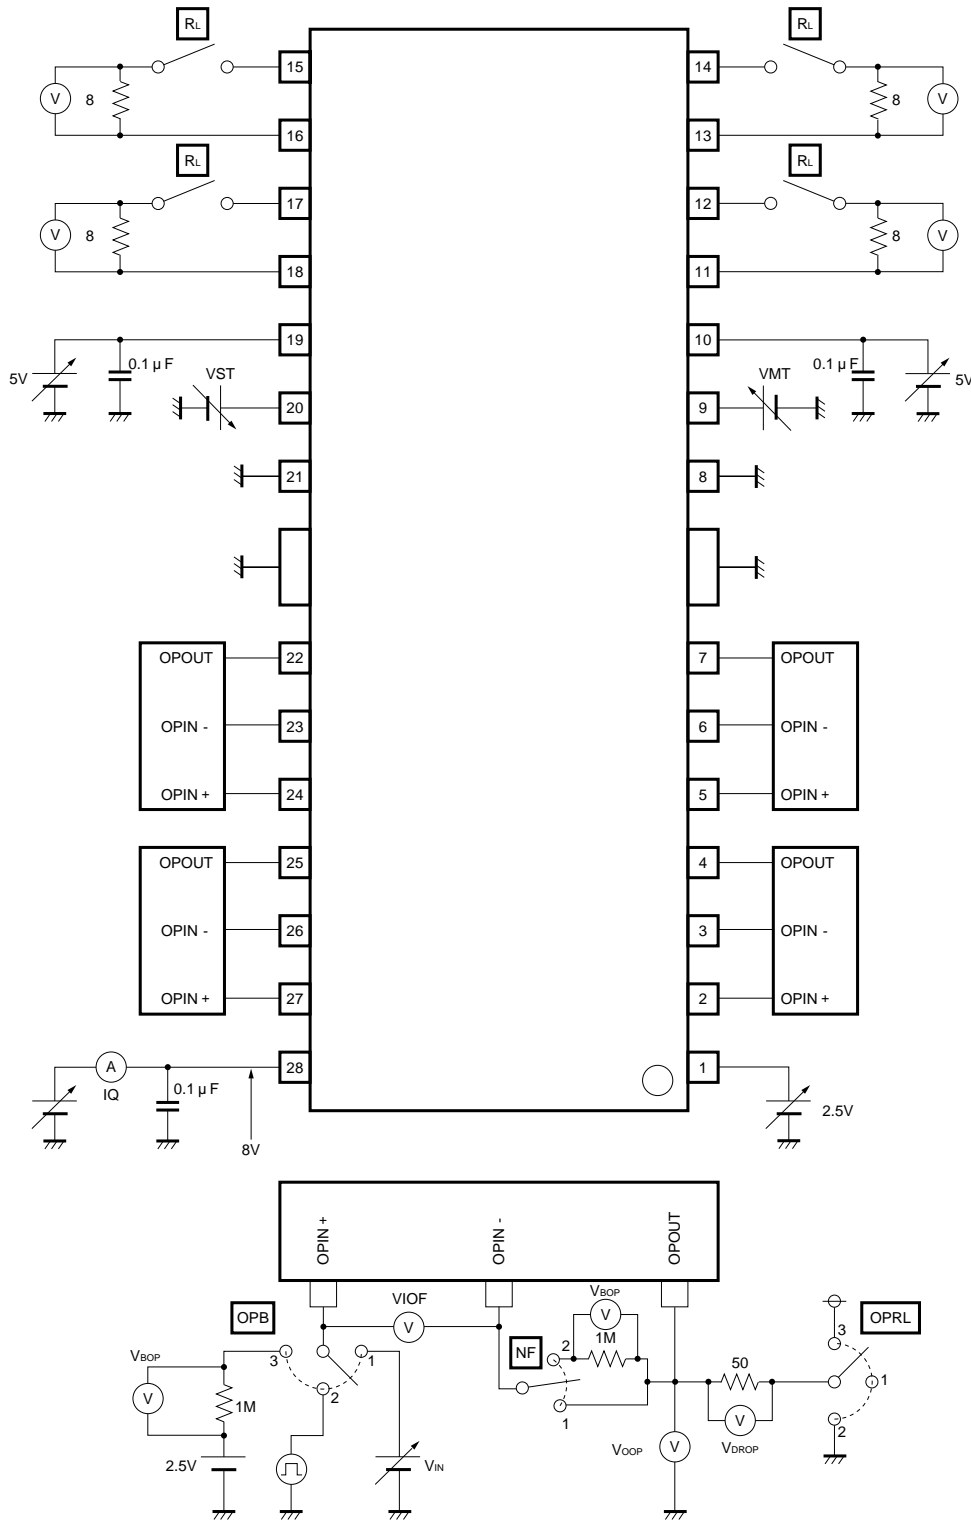 RL
RL
15
14
V
8
8
V
16
13
RL
RL
17
12
V
8
8
V
18
11
19
10
5V
0.1 µ F
0.1 µ F
5V
VST
VMT
20
9
21
8
OPOUT
22
7
OPOUT
OPIN -
23
6
OPIN -
OPIN +
24
5
OPIN +
OPOUT
25
4
OPOUT
OPIN -
26
3
OPIN -
OPIN +
27
2
OPIN +
A
28
1
IQ
0.1 µ F
2.5V
8V
OPIN +
OPIN -
OPOUT
OPB
VIOF
V
VBOP
V
1M
NF
2
1
OPRL
3
1
2
VBOP
V
1M
3
2
1
50
V
VDROP
VOOP
V
2.5V
VIN